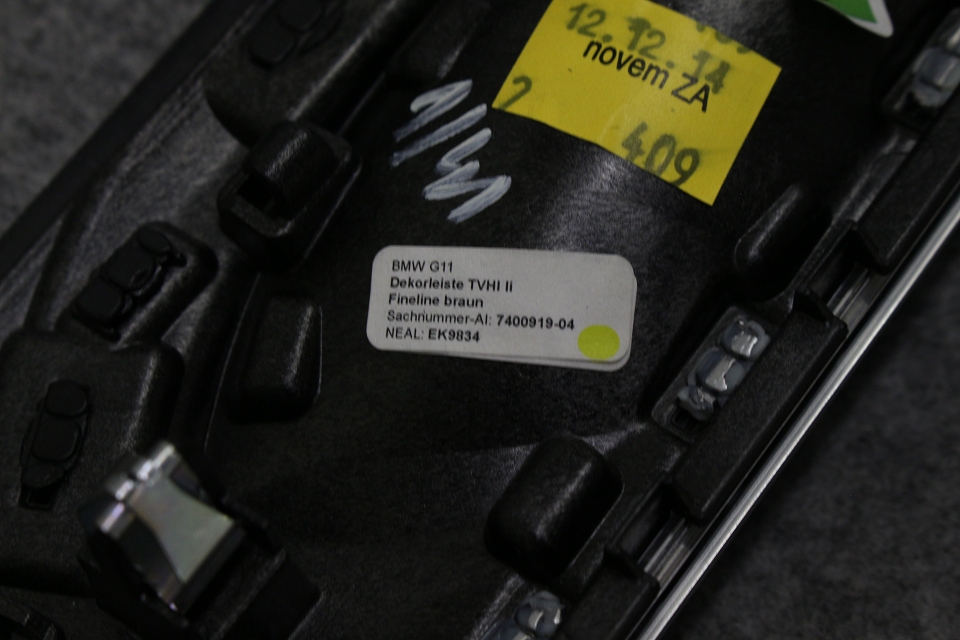 12.12.14
novem ZA
2
409
BMW G11
Dekorleiste TVHI li
Fineline braun
Sachnummer-AI: 7400919-04
NEAL: EK9834